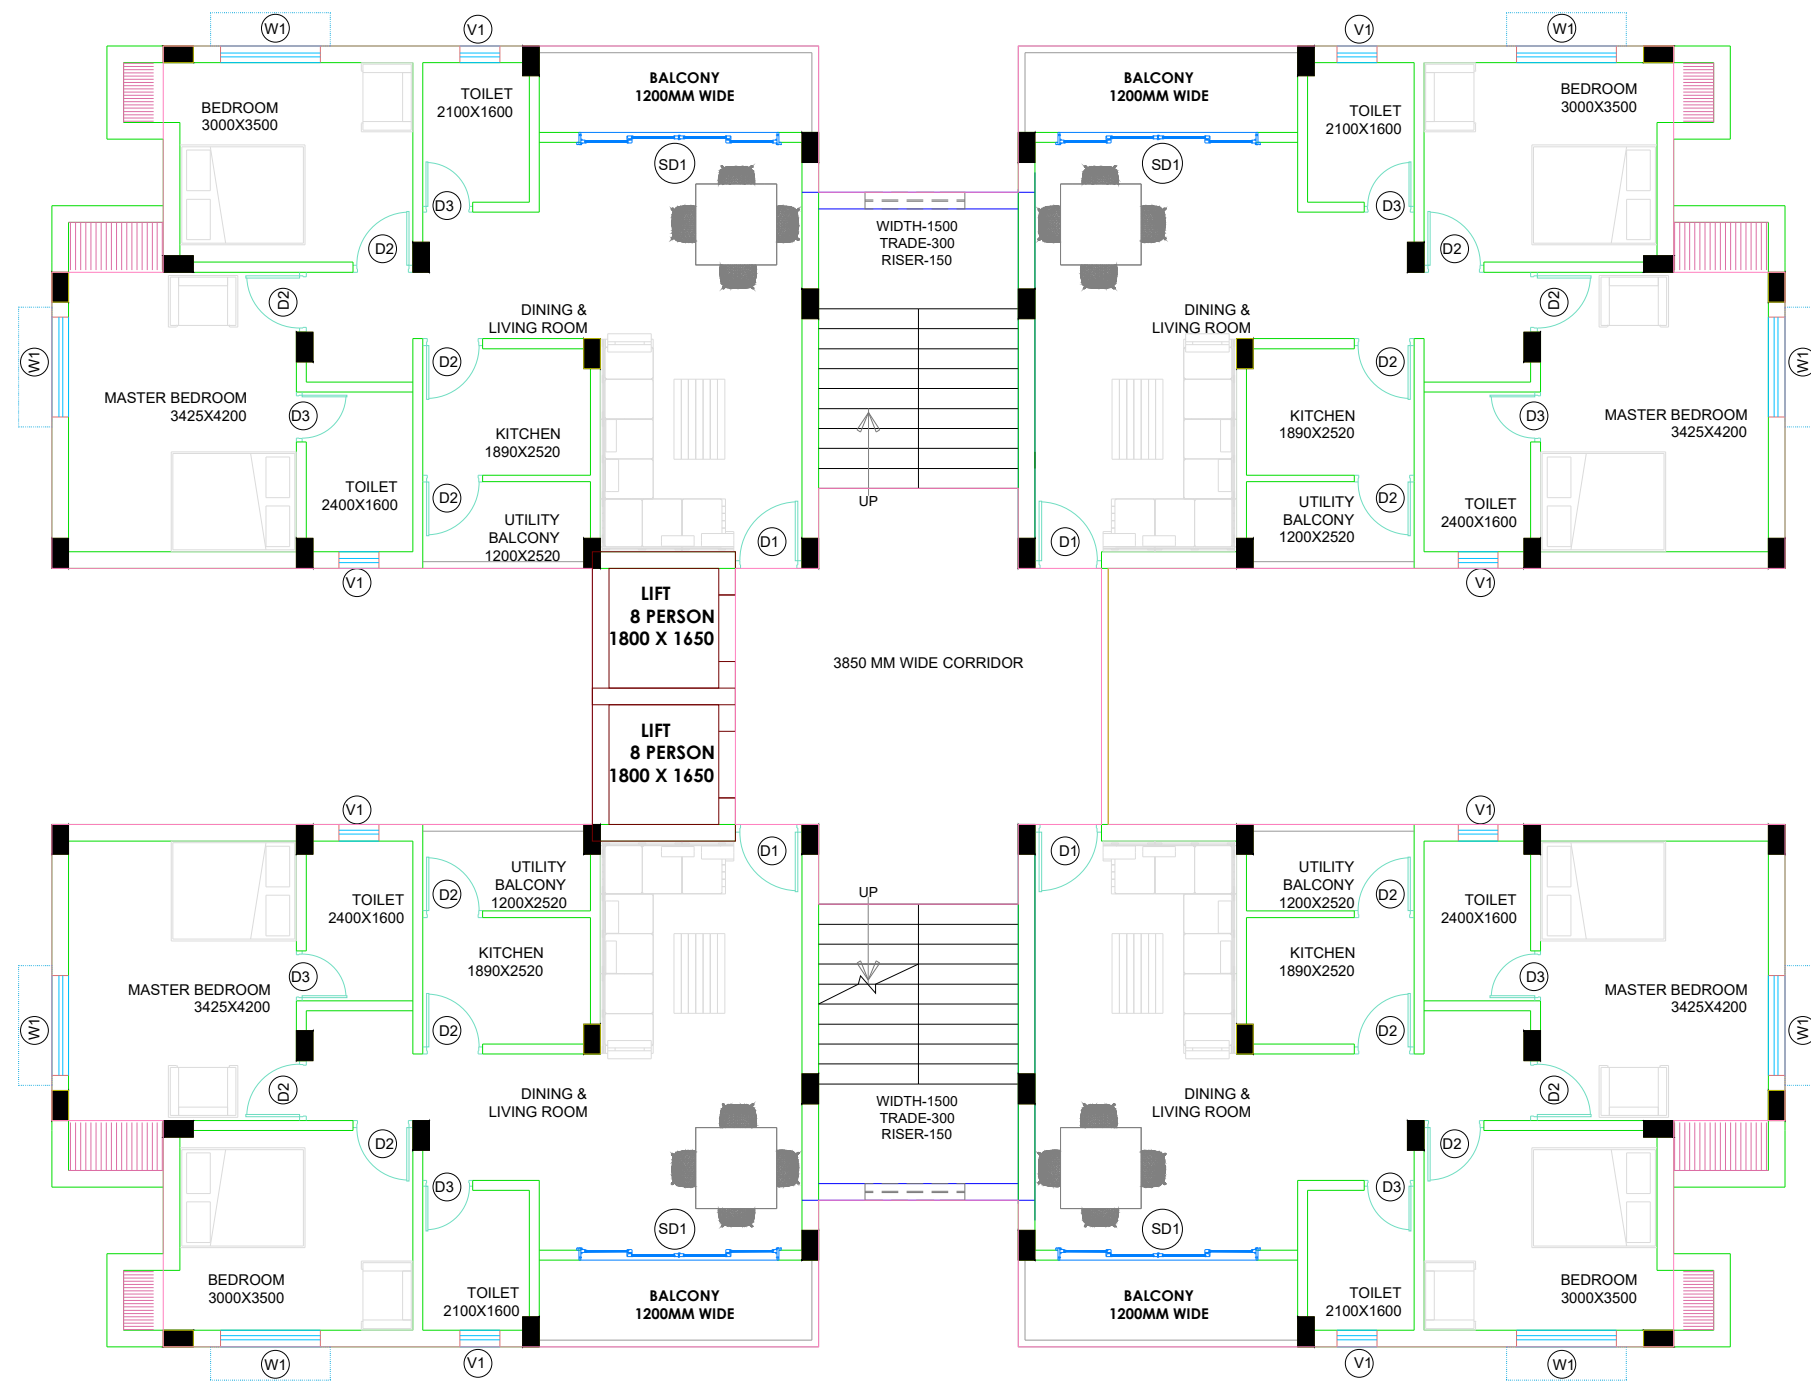 W1
V1
V1
W1
BEDROOM
3000X3500
TOILET
2100X1600
BALCONY
1200MM WIDE
BALCONY
1200MM WIDE
TOILET
2100X1600
BEDROOM
3000X3500
SD1
SD1
D3
D3
D2
D2
WIDTH-1500
TRADE-300
RISER-150
D2
D2
DINING &
LIVING ROOM
DINING &
LIVING ROOM
W1
D2
D2
W1
MASTER BEDROOM
3425X4200
D3
KITCHEN
1890X2520
KITCHEN
1890X2520
D3
MASTER BEDROOM
3425X4200
TOILET
2400X1600
D2
UP
D2
TOILET
2400X1600
UTILITY
BALCONY
1200X2520
UTILITY
BALCONY
1200X2520
D1
D1
V1
V1
LIFT
8 PERSON
1800 X 1650
3850 MM WIDE CORRIDOR
LIFT
8 PERSON
1800 X 1650
V1
V1
D1
D1
UTILITY
BALCONY
1200X2520
UTILITY
BALCONY
1200X2520
TOILET
2400X1600
D2
UP
D2
TOILET
2400X1600
KITCHEN
1890X2520
KITCHEN
1890X2520
D3
D3
MASTER BEDROOM
3425X4200
MASTER BEDROOM
3425X4200
W1
D2
D2
W1
D2
DINING &
LIVING ROOM
WIDTH-1500
TRADE-300
RISER-150
DINING &
LIVING ROOM
D2
D2
D2
D3
D3
SD1
SD1
BEDROOM
3000X3500
TOILET
2100X1600
BALCONY
1200MM WIDE
BALCONY
1200MM WIDE
TOILET
2100X1600
BEDROOM
3000X3500
W1
V1
V1
W1